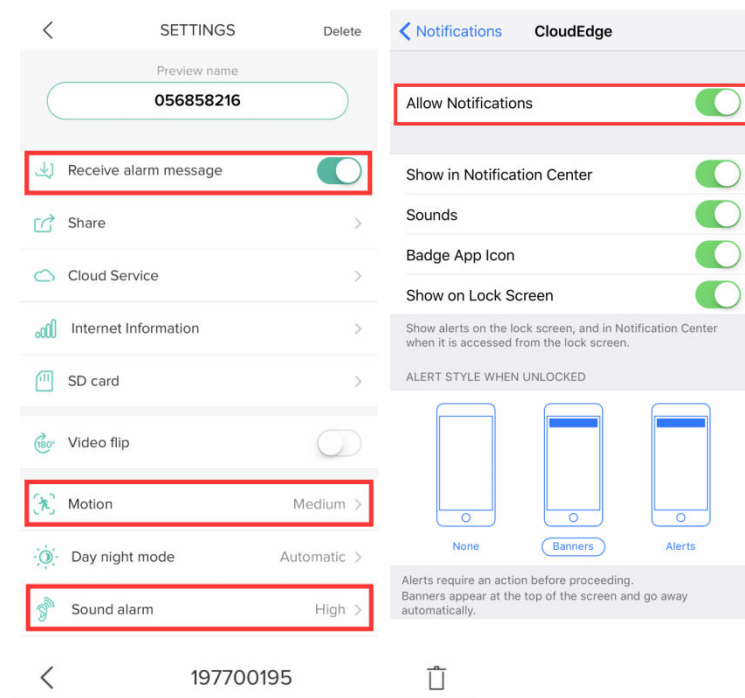 SETTINGS Delete
Preview name
056858216
Receive alarm message
Share
Cloud Service
Internet Information
SD card
180° Video flip
Motion Medium
Day night mode Automatic
Sound alarm High
Notifications CloudEdge
Allow Notifications
Show in Notification Center
Sounds
Badge App Icon
Show on Lock Screen
Show alerts on the lock screen, and in Notification Center
when it is accessed from the lock screen.
ALERT STYLE WHEN UNLOCKED
None Banners Alerts
Alerts require an action before proceeding.
Banners appear at the top of the screen and go away
automatically.
197700195